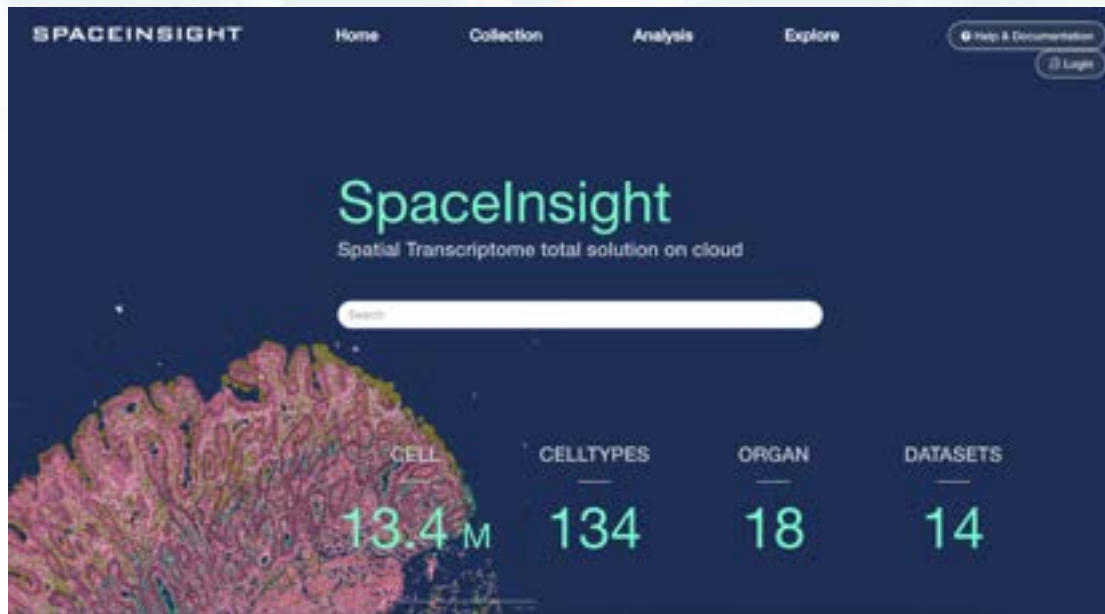 SPACEINSIGHT Home Collection Analysis Explore Help & Documentation
Login
SpaceInsight
Spatial Transcriptome total solution on cloud
Search
CELL CELLTYPES ORGAN DATASETS
13.4 M 134 18 14